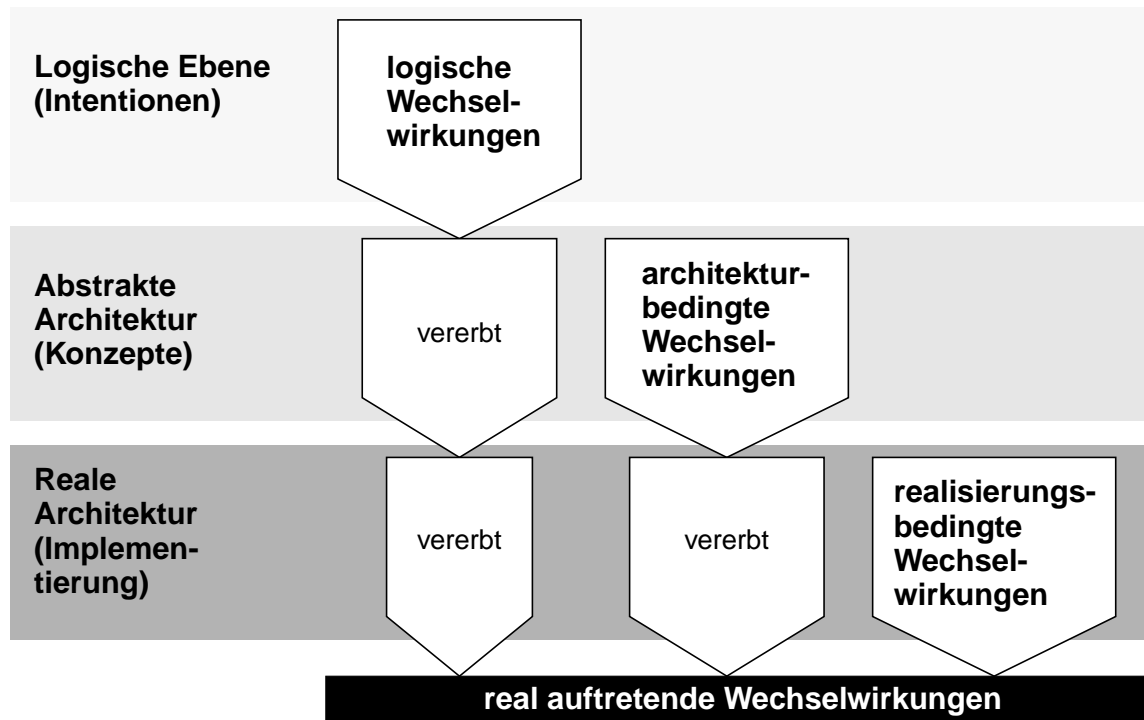 Logische Ebene
(Intentionen)
logische
Wechsel-
wirkungen
Abstrakte
Architektur
(Konzepte)
vererbt
architektur-
bedingte
Wechsel-
wirkungen
Reale
Architektur
(Implemen-
tierung)
vererbt
vererbt
realisierungs-
bedingte
Wechsel-
wirkungen
real auftretende Wechselwirkungen